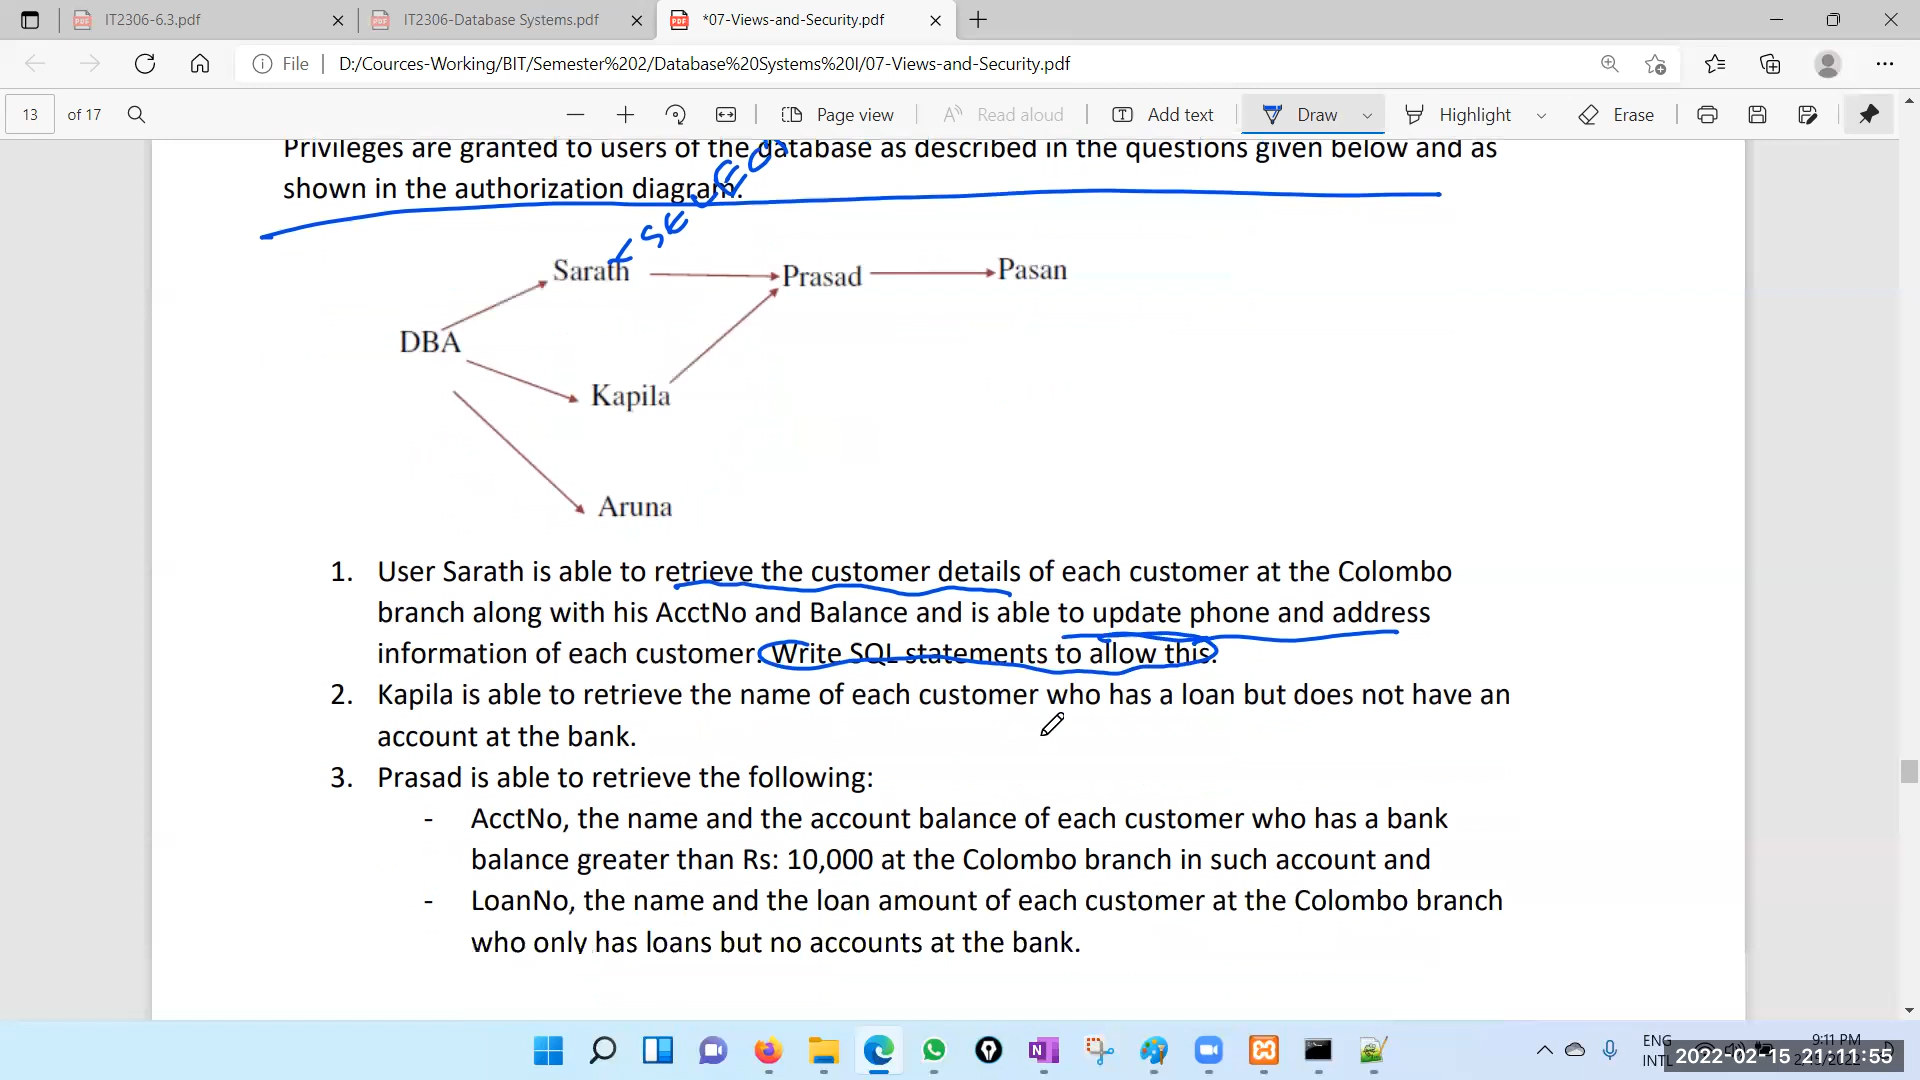 IT2306-6.3.pdf
IT2306-Database Systems.pdf
*07-Views-and-Security.pdf
File
D:/Cources-Working/BIT/Semester%202/Database%20Systems%20I/07-Views-and-Security.pdf
13 of 17
Page view
Read aloud
Add text
Draw
Highlight
Erase
Privileges are granted to users of the database as described in the questions given below and as
shown in the authorization diagram.
Sarath
Prasad
Pasan
DBA
Kapila
Aruna
1. User Sarath is able to retrieve the customer details of each customer at the Colombo
branch along with his AcctNo and Balance and is able to update phone and address
information of each customer. Write SQL statements to allow this.
2. Kapila is able to retrieve the name of each customer who has a loan but does not have an
account at the bank.
3. Prasad is able to retrieve the following:
- AcctNo, the name and the account balance of each customer who has a bank
balance greater than Rs: 10,000 at the Colombo branch in such account and
- LoanNo, the name and the loan amount of each customer at the Colombo branch
who only has loans but no accounts at the bank.
ENG
INTL
9:11 PM
2022-02-15 21:11:55